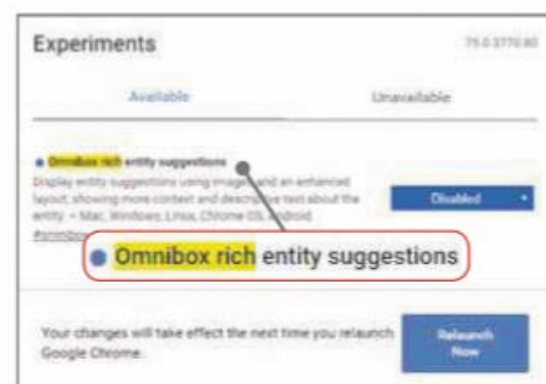 Experiments
75.0.3770.80
Available
Unavailable
Omnibox rich entity suggestions
Display entity suggestions using images and an enhanced
layout; showing more context and descriptive text about the
entity. – Mac, Windows, Linux, Chrome OS, Android
Disabled
Omnibox rich entity suggestions
Your changes will take effect the next time you relaunch
Google Chrome.
Relaunch
Now